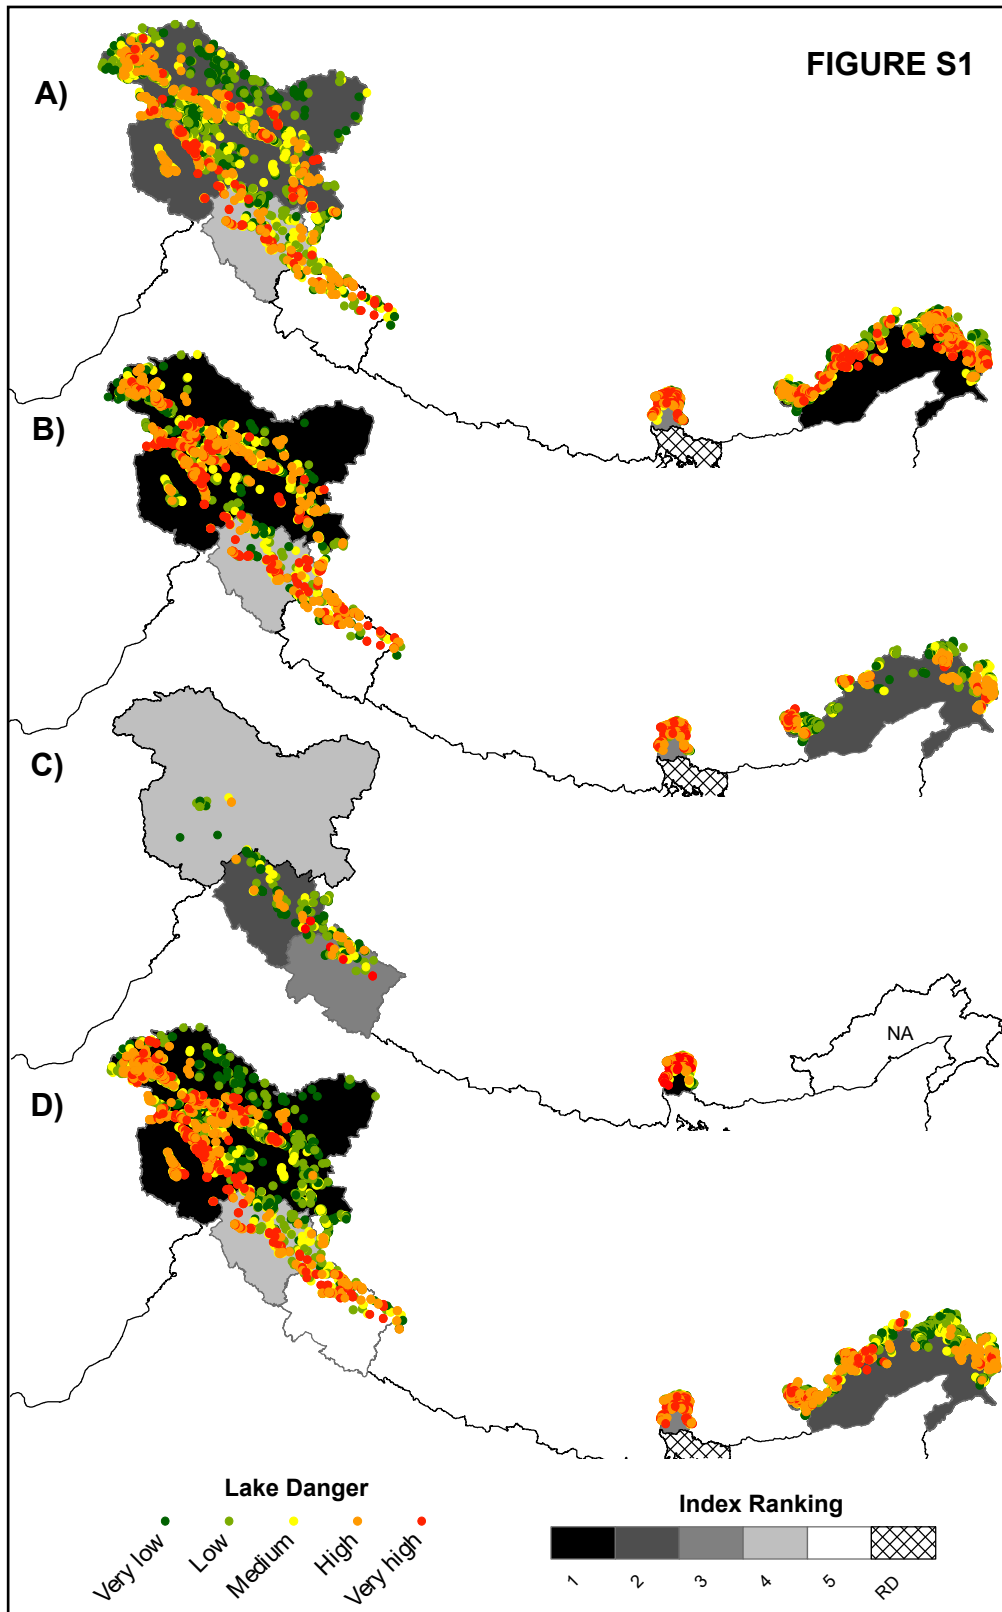 FIGURE S1
A)
B)
C)
NA
D)
Lake Danger
Very low
Low
Medium
High
Very high
Index Ranking
1
2
3
4
5
RD